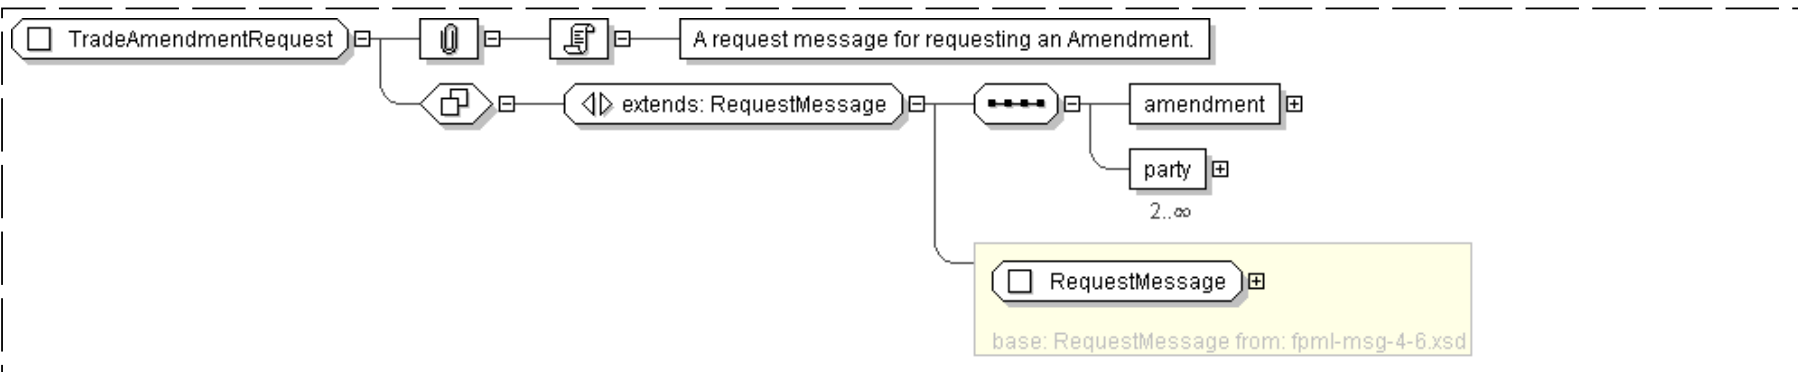 TradeAmendmentRequest
A request message for requesting an Amendment.
extends: RequestMessage
amendment
party
2..∞
RequestMessage
base: RequestMessage from: fpml-msg-4-6.xsd